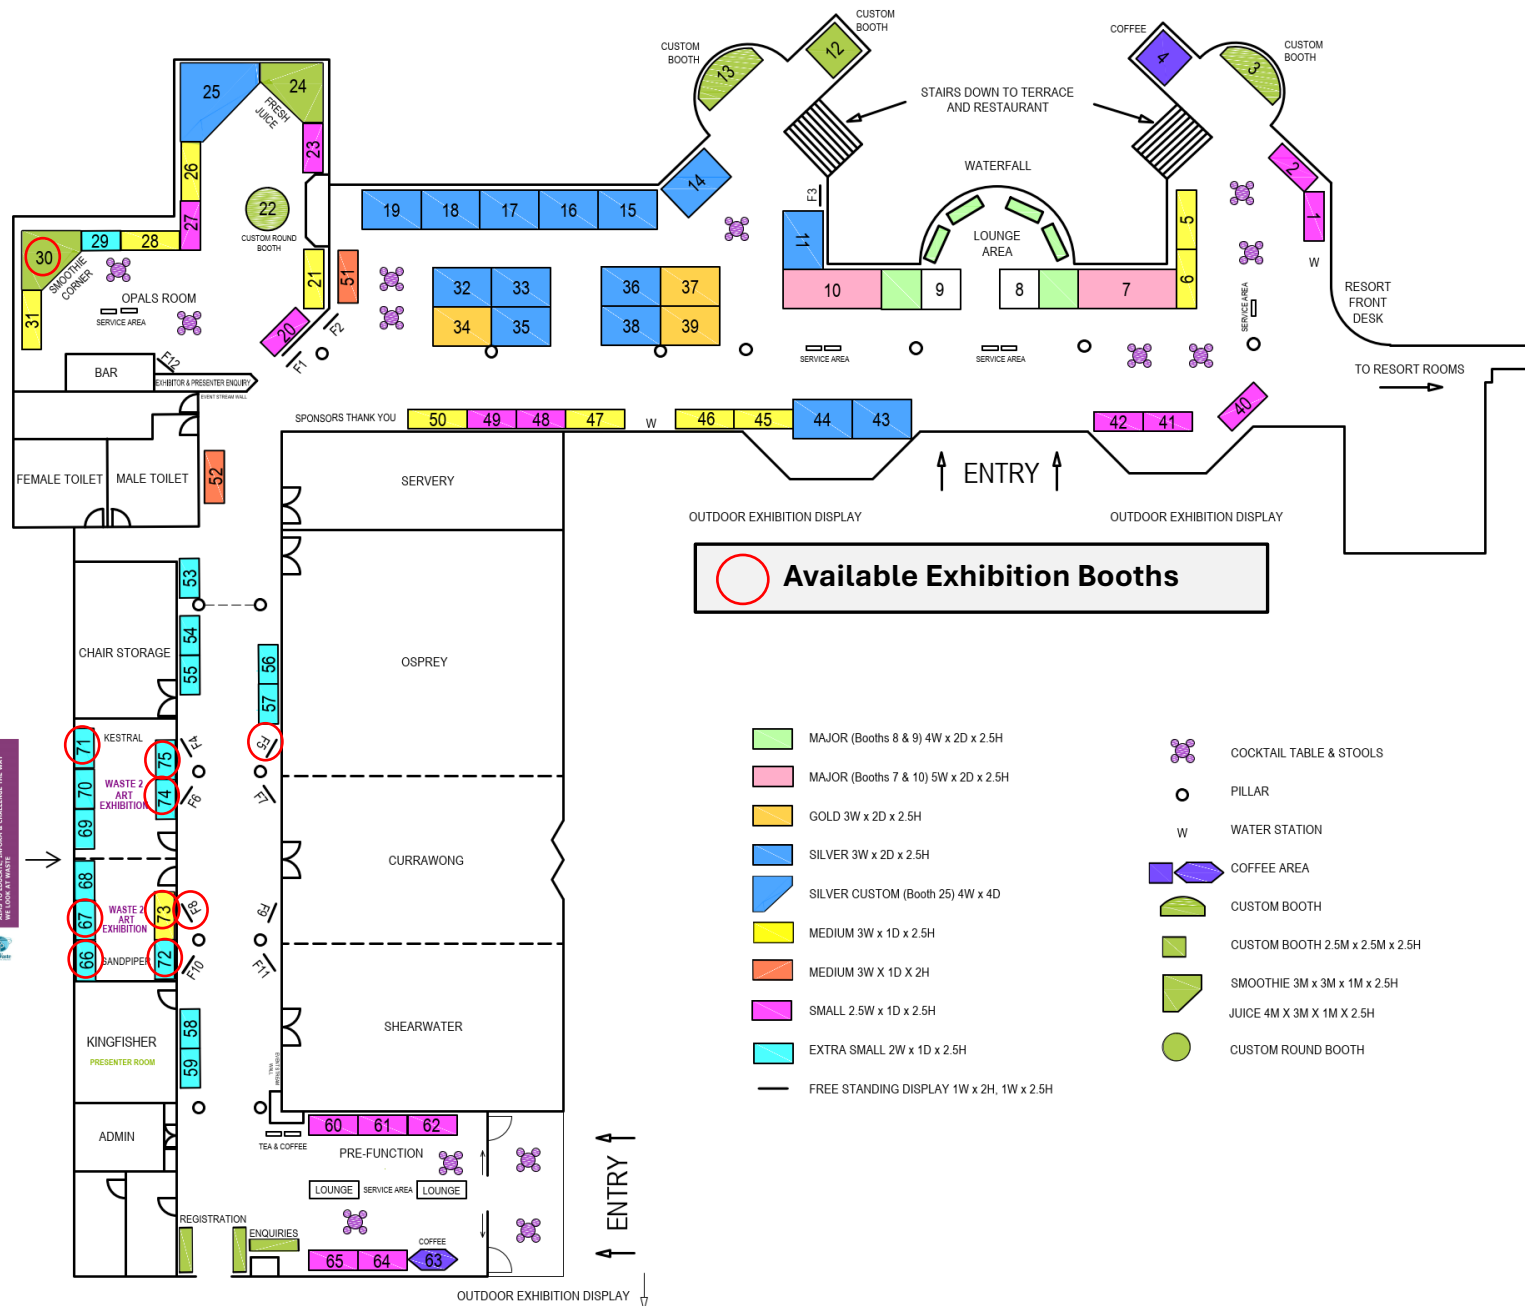 CUSTOM
BOOTH
12
COFFEE
4
CUSTOM
BOOTH
3
CUSTOM
BOOTH
13
25
24
FRESH
JUICE
STAIRS DOWN TO TERRACE
AND RESTAURANT
23
26
27
22
CUSTOM ROUND
BOOTH
14
WATERFALL
2
1
W
19
18
17
16
15
F3
11
LOUNGE
AREA
5
6
30
29
28
SMOOTHIE
CORNER
31
OPALS ROOM
SERVICE AREA
21
51
20
F1
F2
32
33
34
35
36
37
38
39
10
9
8
7
SERVICE AREA
SERVICE AREA
SERVICE AREA
RESORT
FRONT
DESK
TO RESORT ROOMS
BAR
F12
EXHIBITOR & PRESENTER ENQUIRY
EVENT STREAM WALL
SPONSORS THANK YOU
50
49
48
47
W
46
45
44
43
42
41
40
FEMALE TOILET
MALE TOILET
52
SERVERY
ENTRY
OUTDOOR EXHIBITION DISPLAY
OUTDOOR EXHIBITION DISPLAY
Available Exhibition Booths
53
54
55
56
57
CHAIR STORAGE
OSPREY
KESTRAL
71
75
F4
F5
70
74
WASTE 2
ART
EXHIBITION
F6
F7
69
68
CURRAWONG
67
WASTE 2
ART
EXHIBITION
73
F8
F9
66
SANDPIPER
72
F10
F11
WE LOOK AT WASTE
KINGFISHER
PRESENTER ROOM
58
59
SHEARWATER
ADMIN
60
61
62
TEA & COFFEE
PRE-FUNCTION
LOUNGE
SERVICE AREA
LOUNGE
ENTRY
REGISTRATION
ENQUIRIES
COFFEE
65
64
63
OUTDOOR EXHIBITION DISPLAY
MAJOR (Booths 8 & 9) 4W x 2D x 2.5H
MAJOR (Booths 7 & 10) 5W x 2D x 2.5H
GOLD 3W x 2D x 2.5H
SILVER 3W x 2D x 2.5H
SILVER CUSTOM (Booth 25) 4W x 4D
MEDIUM 3W x 1D x 2.5H
MEDIUM 3W X 1D X 2H
SMALL 2.5W x 1D x 2.5H
EXTRA SMALL 2W x 1D x 2.5H
FREE STANDING DISPLAY 1W x 2H, 1W x 2.5H
COCKTAIL TABLE & STOOLS
PILLAR
W
WATER STATION
COFFEE AREA
CUSTOM BOOTH
CUSTOM BOOTH 2.5M x 2.5M x 2.5H
SMOOTHIE 3M x 3M x 1M x 2.5H
JUICE 4M X 3M X 1M X 2.5H
CUSTOM ROUND BOOTH